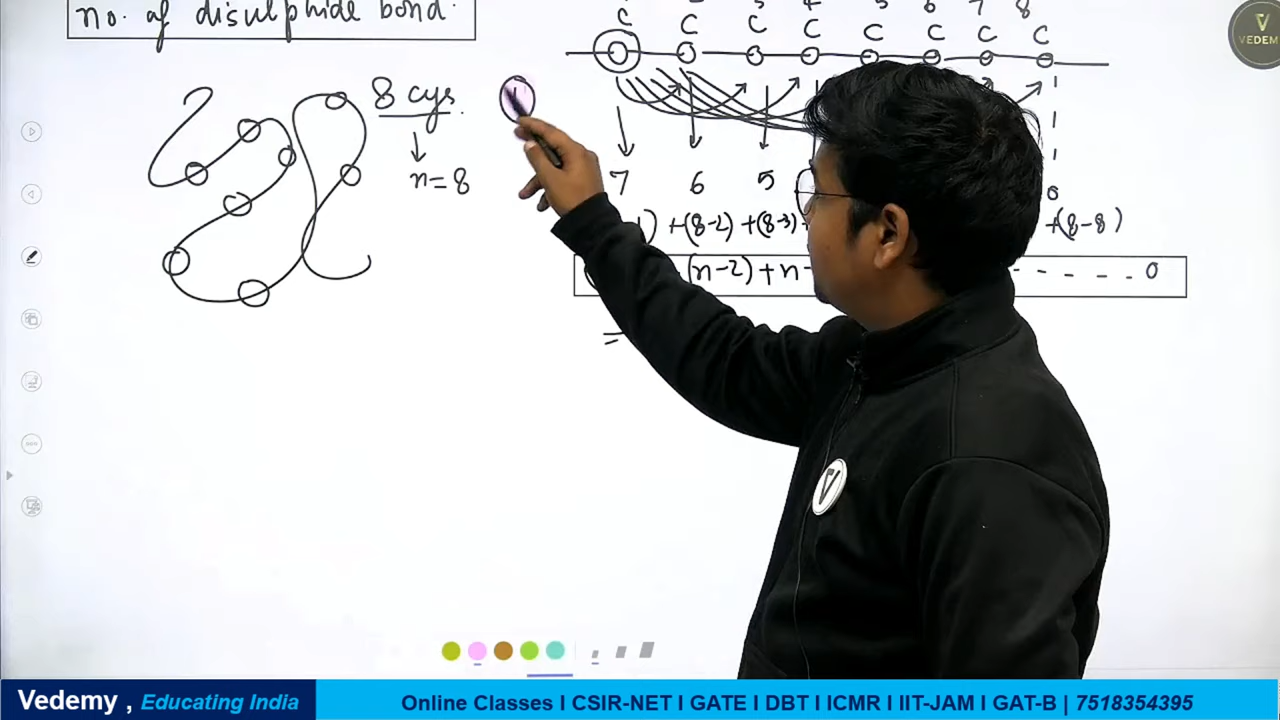 no. of disulphide bond.
3 4 5 6 7 8
C C C C C C C C
8 cys.
n=8
7 6 5 0
+(8-2) +(8-3) +(8-8)
(n-2) + n- - - - - - 0
=
VEDEM
V
Vedemy , Educating India
Online Classes I CSIR-NET I GATE I DBT I ICMR I IIT-JAM I GAT-B | 7518354395